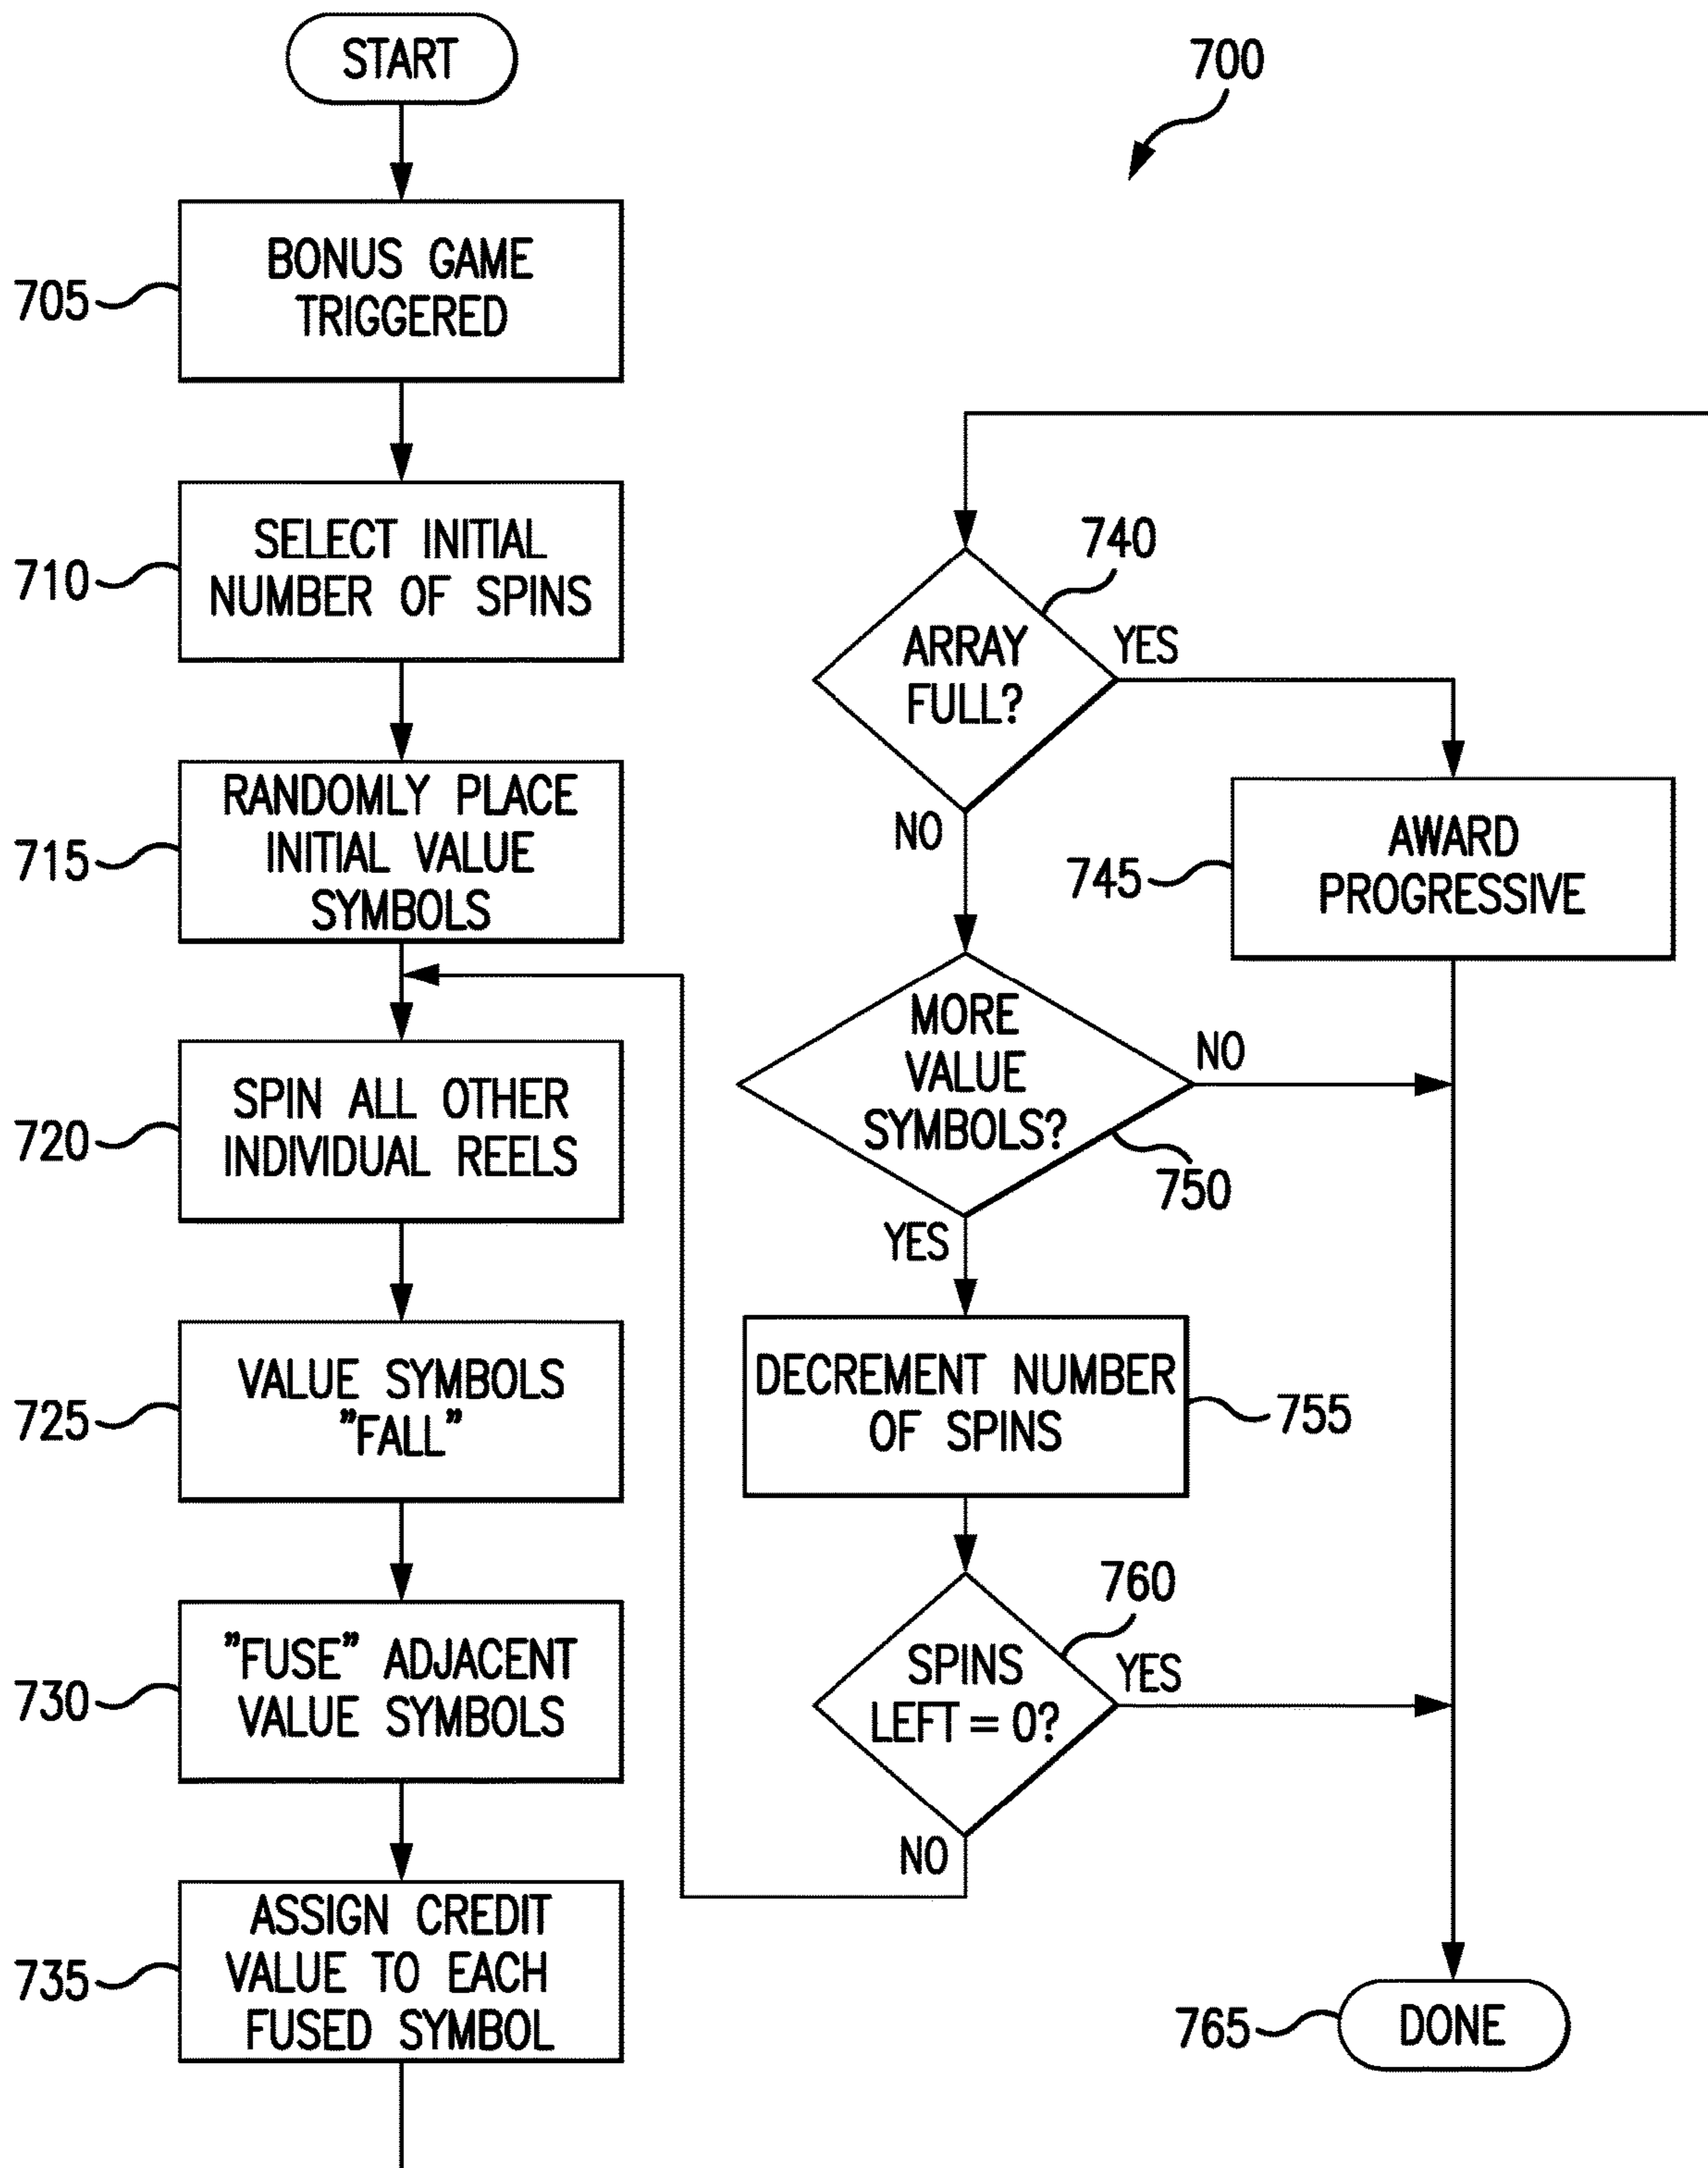 START
700
BONUS GAME
TRIGGERED
705
SELECT INITIAL
NUMBER OF SPINS
710
RANDOMLY PLACE
INITIAL VALUE
SYMBOLS
715
SPIN ALL OTHER
INDIVIDUAL REELS
720
VALUE SYMBOLS
"FALL"
725
"FUSE" ADJACENT
VALUE SYMBOLS
730
ASSIGN CREDIT
VALUE TO EACH
FUSED SYMBOL
735
740
ARRAY
FULL?
YES
NO
AWARD
PROGRESSIVE
745
MORE
VALUE
SYMBOLS?
NO
750
YES
DECREMENT NUMBER
OF SPINS
755
760
SPINS
LEFT = 0?
YES
NO
765
DONE